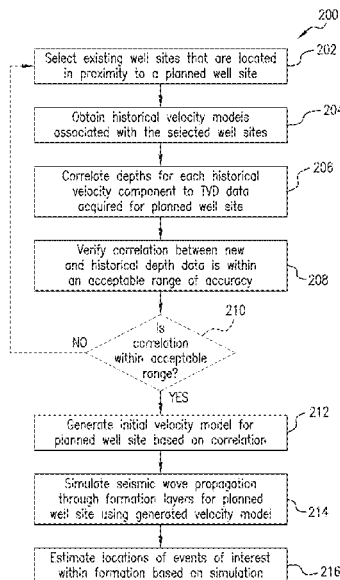 200
Select existing well sites that are located
in proximity to a planned well site
202
Obtain historical velocity models
associated with the selected well sites
204
Correlate depths for each historical
velocity component to TVD data
acquired for planned well site
206
Verify correlation between new
and historical depth data is within
an acceptable range of accuracy
208
210
Is
correlation
within acceptable
range?
NO
YES
Generate initial velocity model for
planned well site based on correlation
212
Simulate seismic wave propagation
through formation layers for planned
well site using generated velocity model
214
Estimate locations of events of interest
within formation based on simulation
216